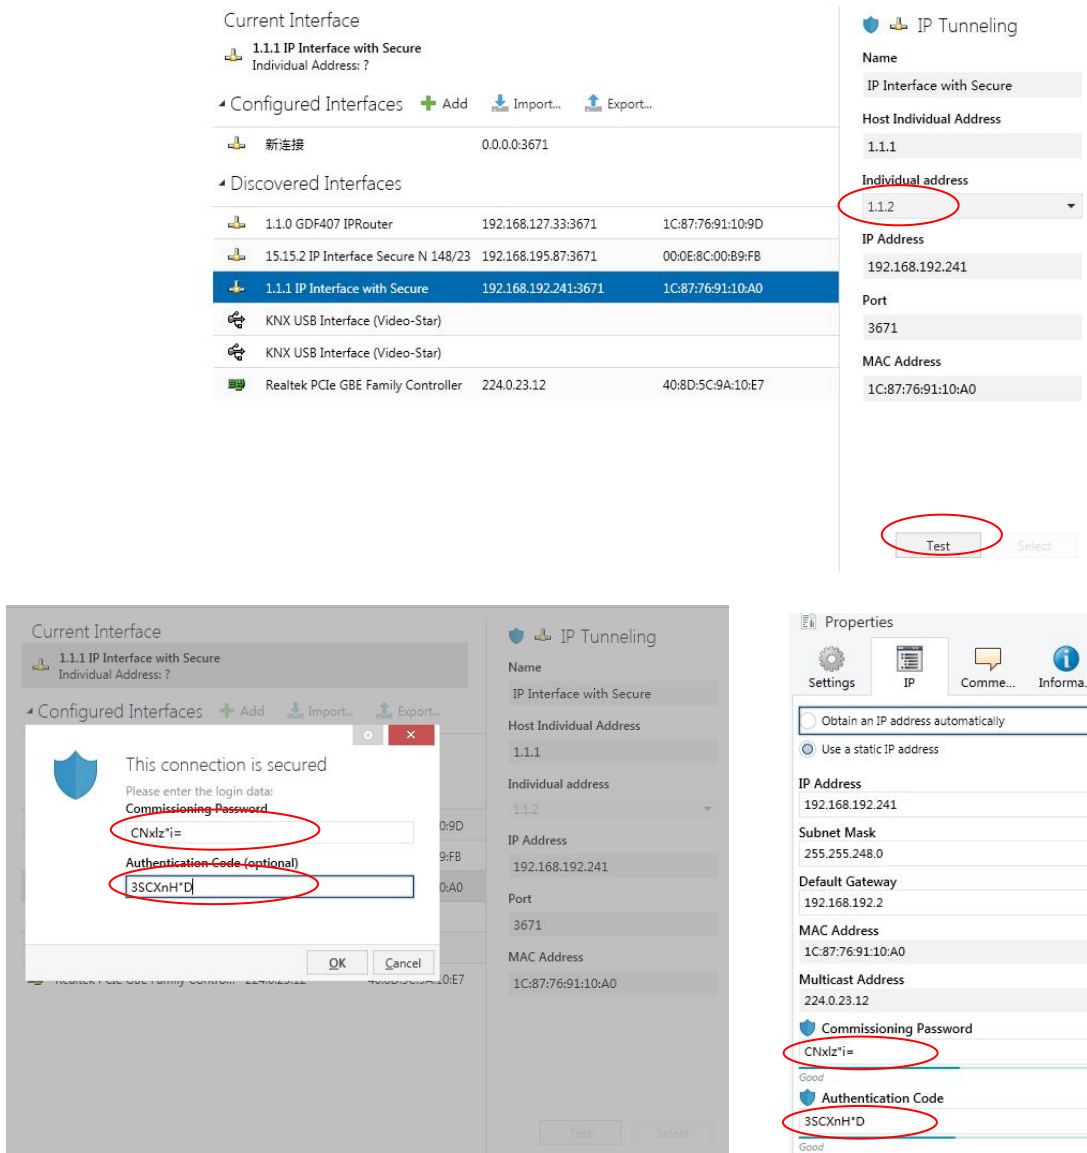 Current Interface
1.1.1 IP Interface with Secure
Individual Address: ?
Configured Interfaces Add Import... Export...
新连接 0.0.0.0:3671
Discovered Interfaces
1.1.0 GDF407 IPRouter 192.168.127.33:3671 1C:87:76:91:10:9D
15.15.2 IP Interface Secure N 148/23 192.168.195.87:3671 00:0E:8C:00:B9:FB
1.1.1 IP Interface with Secure 192.168.192.241:3671 1C:87:76:91:10:A0
KNX USB Interface (Video-Star)
KNX USB Interface (Video-Star)
Realtek PCIe GBE Family Controller 224.0.23.12 40:8D:5C:9A:10:E7
IP Tunneling
Name
IP Interface with Secure
Host Individual Address
1.1.1
Individual address
1.1.2
IP Address
192.168.192.241
Port
3671
MAC Address
1C:87:76:91:10:A0
Test Select
Current Interface
1.1.1 IP Interface with Secure
Individual Address: ?
Configured Interfaces Add Import... Export...
This connection is secured
Please enter the login data:
Commissioning Password
CNxlz"i=
Authentication Code (optional)
3SCXnH*D
OK Cancel
0:9D
9:FB
0:A0
IP Tunneling
Name
IP Interface with Secure
Host Individual Address
1.1.1
Individual address
1.1.2
IP Address
192.168.192.241
Port
3671
MAC Address
1C:87:76:91:10:A0
Test Select
Properties
Settings IP Comme... Informa...
Obtain an IP address automatically
Use a static IP address
IP Address
192.168.192.241
Subnet Mask
255.255.248.0
Default Gateway
192.168.192.2
MAC Address
1C:87:76:91:10:A0
Multicast Address
224.0.23.12
Commissioning Password
CNxlz"i=
Good
Authentication Code
3SCXnH*D
Good